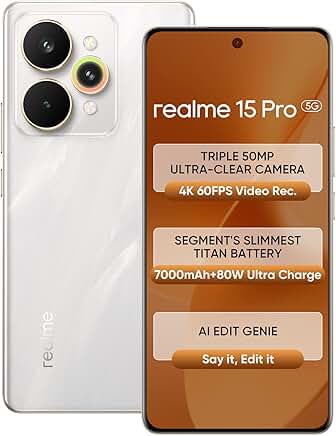 realme 15 Pro 5G
TRIPLE 50MP
ULTRA-CLEAR CAMERA
4K 60FPS Video Rec.
SEGMENT'S SLIMMEST
TITAN BATTERY
7000mAh+80W Ultra Charge
AI EDIT GENIE
Say it, Edit it
realme